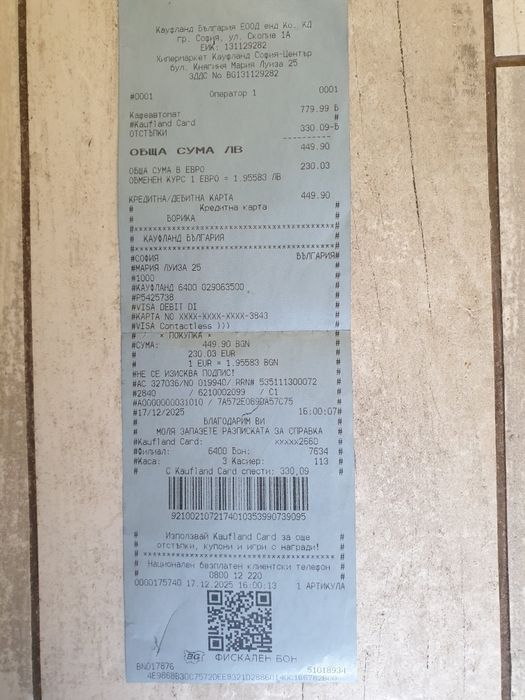 Кауфланд България ЕООД енд Ко. КД
гр. София, ул. Скопие 1А
ЕИК: 131129282
Хипермаркет Кауфланд София-Център
бул. Княгиня Мария Луиза 25
ЗДДС No BG131129282
#0001 Оператор 1 0001
Кафеавтомат 779.99 Б
#Kaufland Card #
ОТСТЪПКИ 330.09-Б
ОБЩА СУМА ЛВ 449.90
ОБЩА СУМА В ЕВРО 230.03
ОБМЕНЕН КУРС 1 ЕВРО = 1.95583 ЛВ
КРЕДИТНА/ДЕБИТНА КАРТА 449.90
# Кредитна карта #
# БОРИКА #
# КАУФЛАНД БЪЛГАРИЯ #
#СОФИЯ БЪЛГАРИЯ#
#МАРИЯ ЛУИЗА 25 #
#1000 #
#КАУФЛАНД 6400 029063500 #
#P5425738 #
#VISA DEBIT DI #
#КАРТА NO XXXX-XXXX-XXXX-3843 #
#VISA Contactless ))) #
# * ПОКУПКА * #
#СУМА: 449.90 BGN #
# 230.03 EUR #
# 1 EUR = 1.95583 BGN #
#НЕ СЕ ИЗИСКВА ПОДПИС! #
#AC 327036/NO 019940/ RRN# 535111300072 #
#2840 / 6210002099 / C1 #
#A0000000031010 / 7A572E069DA57C75 #
#17/12/2025 16:00:07#
# БЛАГОДАРИМ ВИ #
# МОЛЯ ЗАПАЗЕТЕ РАЗПИСКАТА ЗА СПРАВКА #
#Kaufland Card: xxxxx2660 #
#Филиал: 6400 Бон: 7634 #
#Каса: 3 Касиер: 113 #
# С Kaufland Card спести: 330,09 #
9210021072174010353990739095
# Използвай Kaufland Card за още #
# отстъпки, купони и игри с награди! #
# Национален безплатен клиентски телефон #
# 0800 12 220 #
0000175740 17.12.2025 16:00:13 1 АРТИКУЛА
BG ФИСКАЛЕН БОН
BN017876 51018934